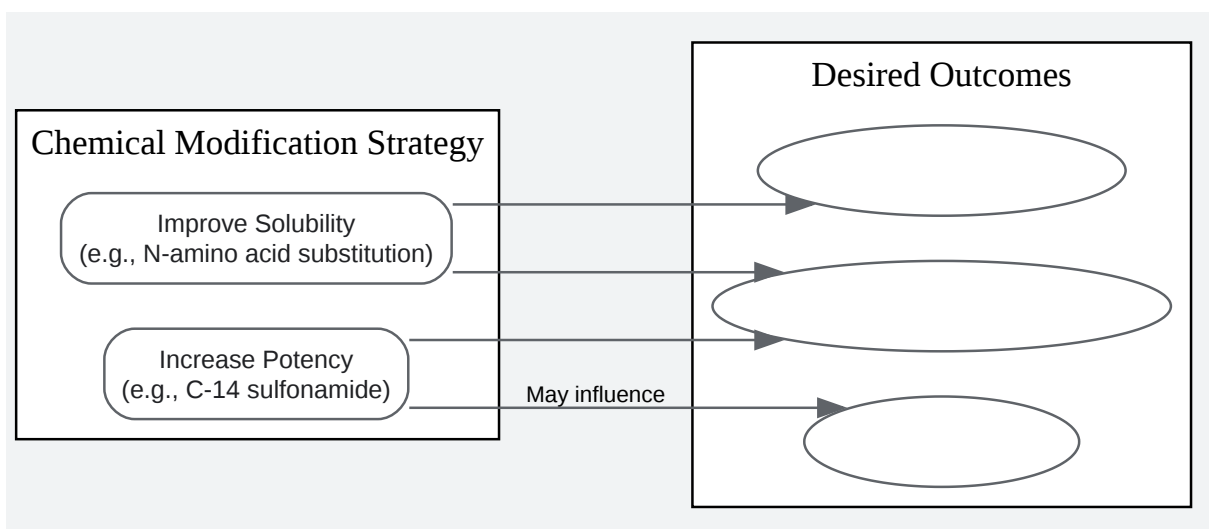 Chemical Modification Strategy
Improve Solubility
(e.g., N-amino acid substitution)
Increase Potency
(e.g., C-14 sulfonamide)
May influence
Desired Outcomes